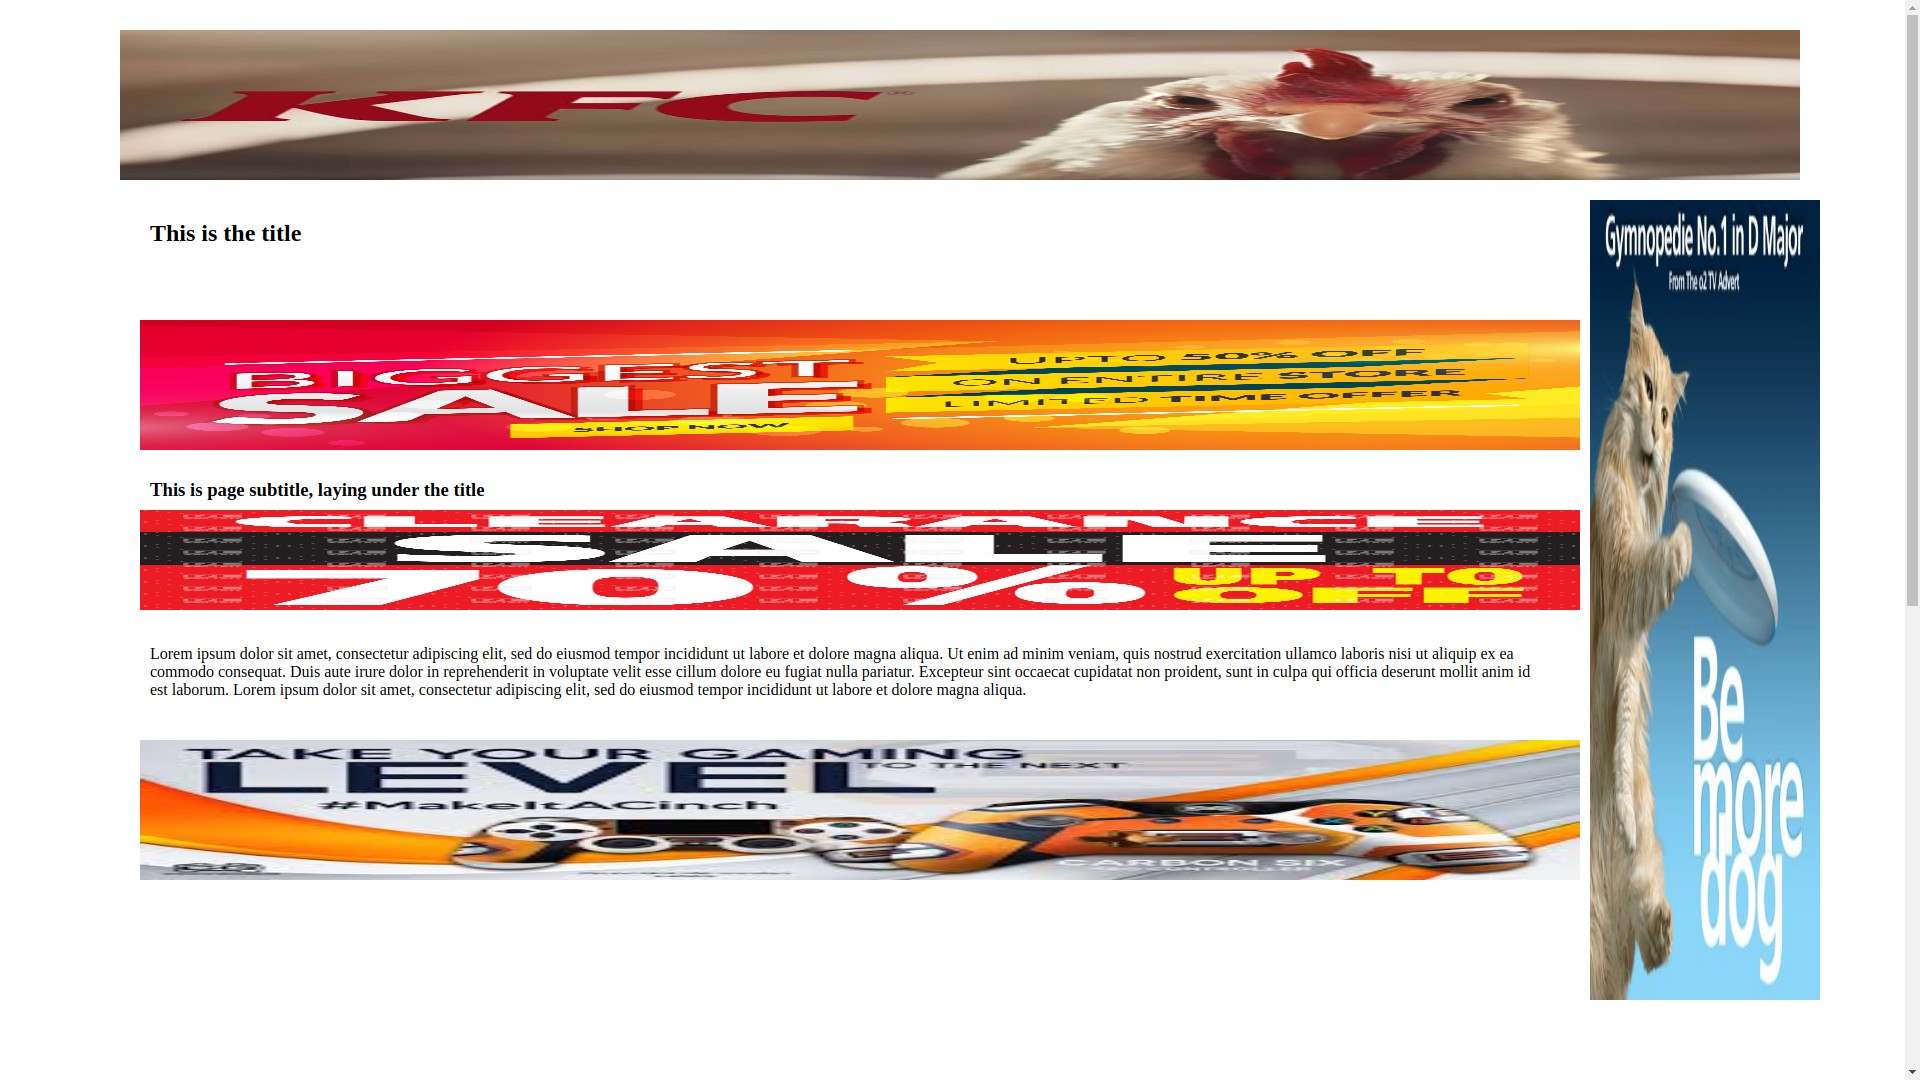 KFC®
This is the title
BIGGEST
SALE
SHOP NOW
UPTO 50% OFF
ON ENTIRE STORE
LIMITED TIME OFFER
This is page subtitle, laying under the title
CLEARANCE
SALE
70%
UP TO
OFF
Lorem ipsum dolor sit amet, consectetur adipiscing elit, sed do eiusmod tempor incididunt ut labore et dolore magna aliqua. Ut enim ad minim veniam, quis nostrud exercitation ullamco laboris nisi ut aliquip ex ea
commodo consequat. Duis aute irure dolor in reprehenderit in voluptate velit esse cillum dolore eu fugiat nulla pariatur. Excepteur sint occaecat cupidatat non proident, sunt in culpa qui officia deserunt mollit anim id
est laborum. Lorem ipsum dolor sit amet, consectetur adipiscing elit, sed do eiusmod tempor incididunt ut labore et dolore magna aliqua.
TAKE YOUR GAMING
LEVEL
TO THE NEXT
#MakeItACinch
CARBON SIX
CONTROLLER
Gymnopedie No.1 in D Major
From The o2 TV Advert
Be
more
dog